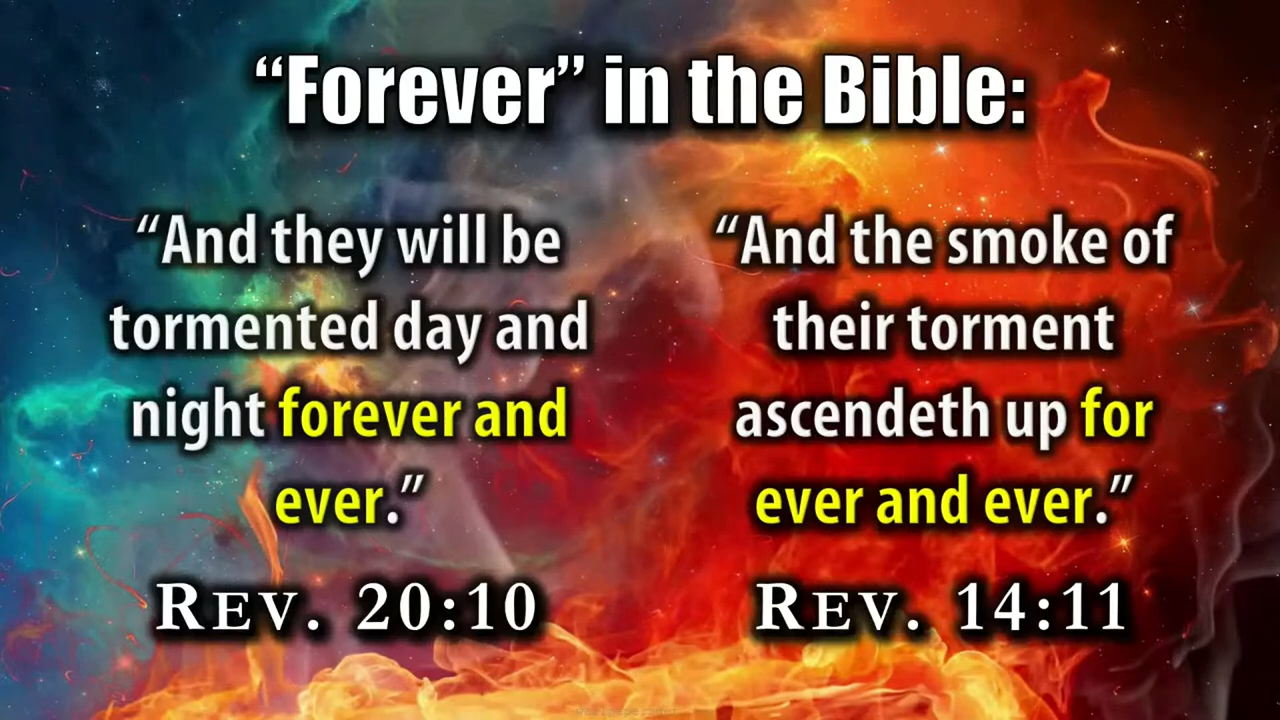 “Forever” in the Bible:
“And they will be
tormented day and
night forever and
ever.”
REV. 20:10
“And the smoke of
their torment
ascendeth up for
ever and ever.”
REV. 14:11